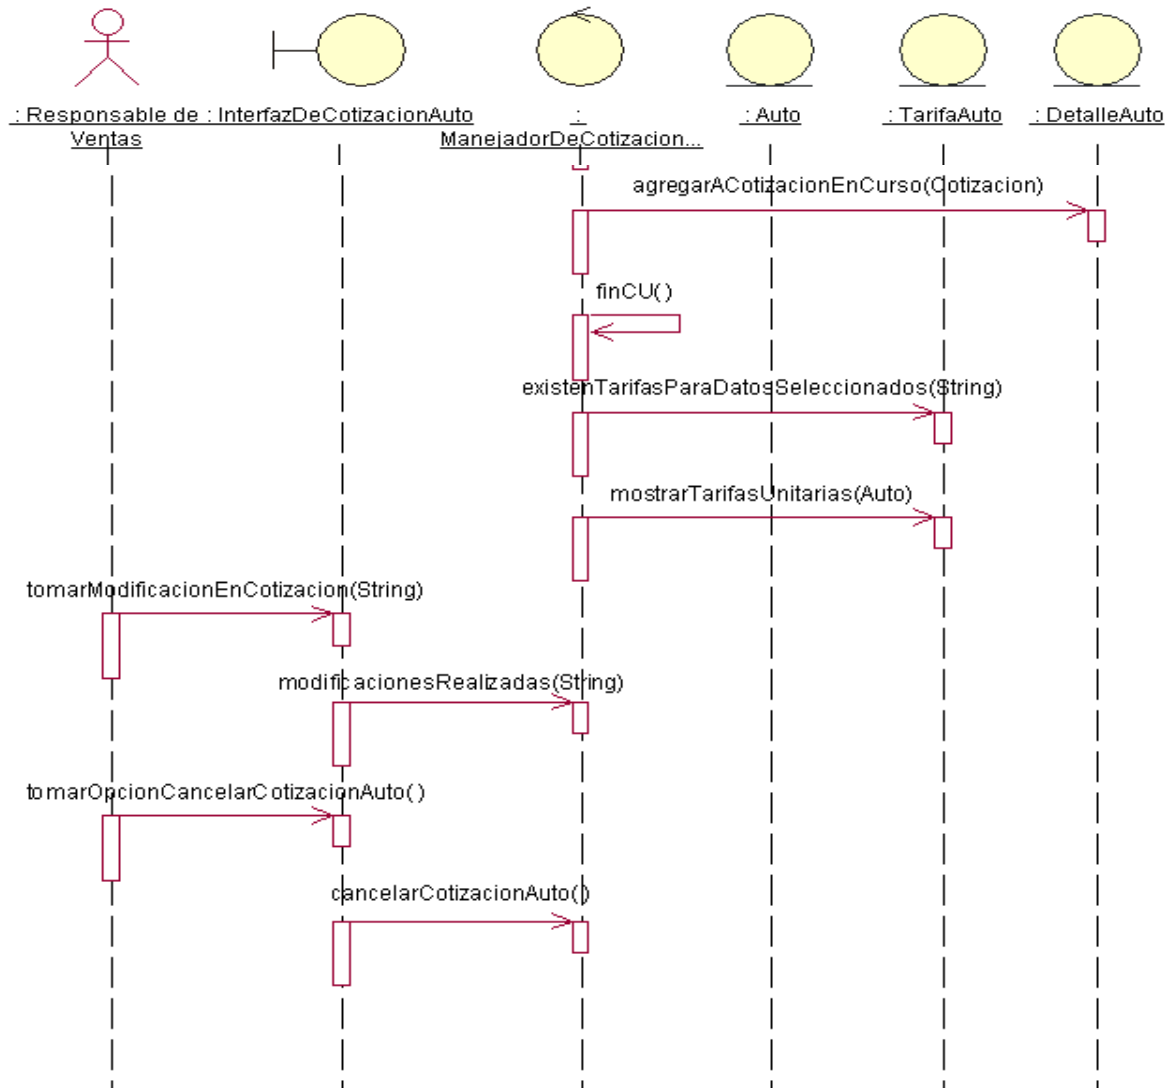 : Responsable de Ventas
: InterfazDeCotizacionAuto
: ManejadorDeCotizacion...
: Auto
: TarifaAuto
: DetalleAuto
agregarACotizacionEnCurso(Cotizacion)
finCU()
existenTarifasParaDatosSeleccionados(String)
mostrarTarifasUnitarias(Auto)
tomarModificacionEnCotizacion(String)
modificacionesRealizadas(String)
tomarOpcionCancelarCotizacionAuto()
cancelarCotizacionAuto()